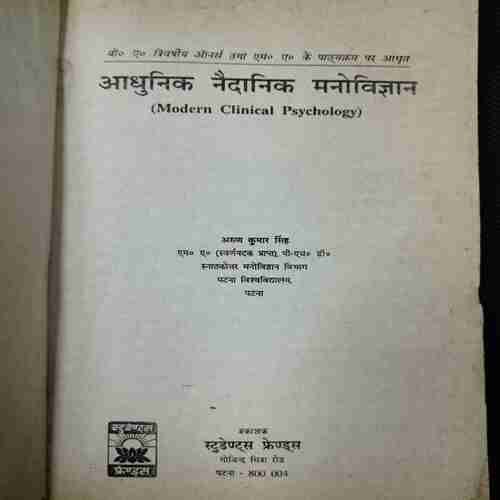 बी० ए० त्रिवर्षीय ऑनर्स तथा एम० ए० के पाठ्यक्रम पर आधृत
आधुनिक नैदानिक मनोविज्ञान
(Modern Clinical Psychology)
अरुण कुमार सिंह
एम० ए० (स्वर्णपदक प्राप्त), पी-एच० डी०
स्नातकोत्तर मनोविज्ञान विभाग
पटना विश्वविद्यालय,
पटना
स्टुडेण्ट्स
फ्रेण्ड्स
प्रकाशक
स्टुडेण्ट्स फ्रेण्ड्स
गोविन्द मित्रा रोड
पटना - 800 004